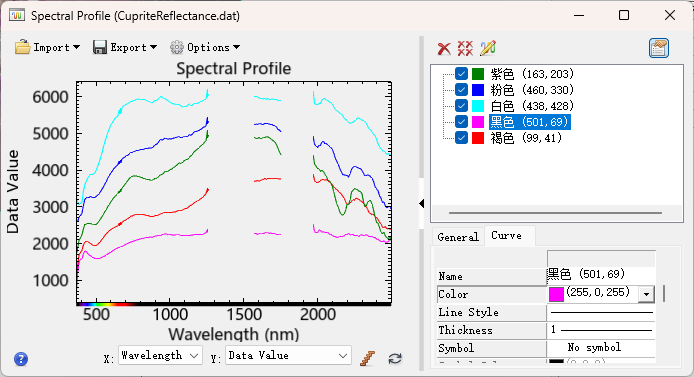 Spectral Profile (CupriteReflectance.dat)
Import Export Options
Spectral Profile
6000
5000
4000
3000
2000
1000
Data Value
500 1000 1500 2000
Wavelength (nm)
X: Wavelength Y: Data Value
紫色 (163,203)
粉色 (460,330)
白色 (438,428)
黑色 (501,69)
褐色 (99,41)
General Curve
Name 黑色 (501,69)
Color (255,0,255)
Line Style
Thickness 1
Symbol No symbol